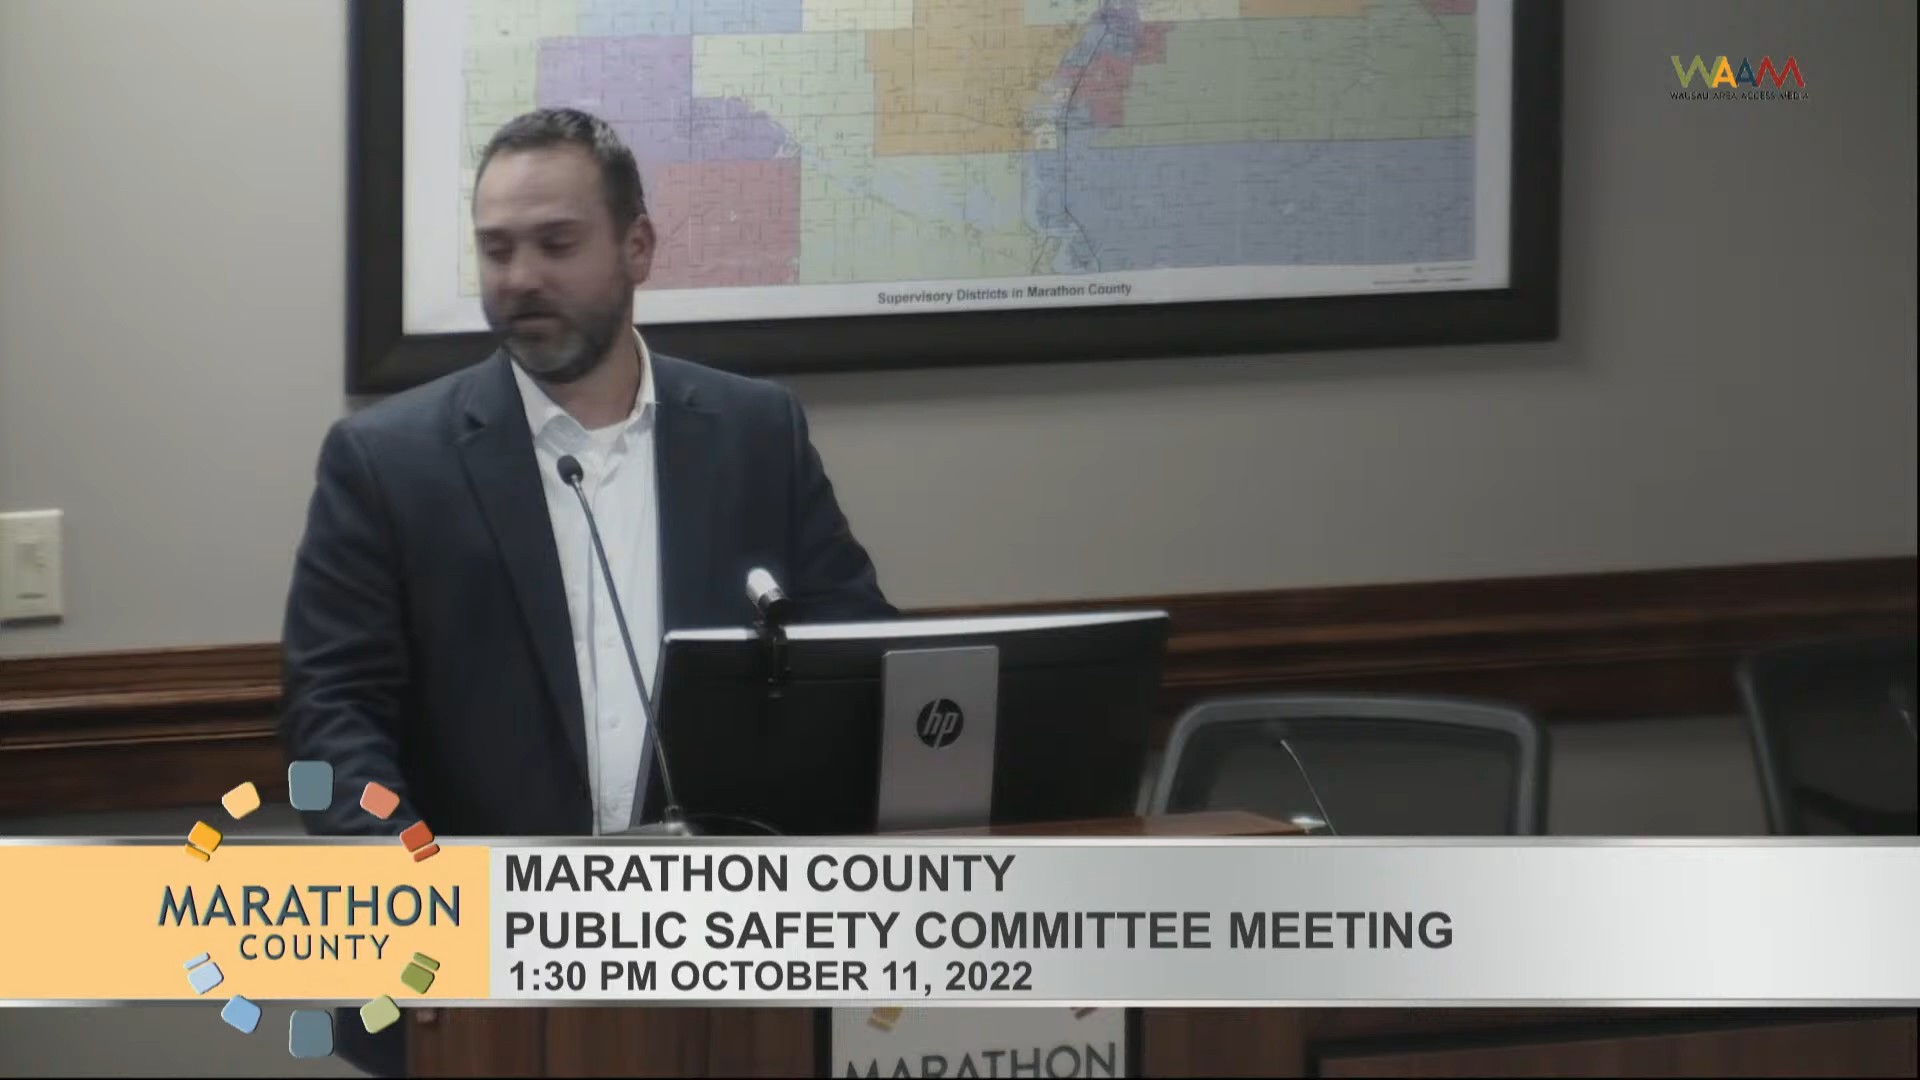 WAAM
WAUSAU AREA ACCESS MEDIA
Supervisory Districts in Marathon County
hp
MARATHON
COUNTY
MARATHON COUNTY
PUBLIC SAFETY COMMITTEE MEETING
1:30 PM OCTOBER 11, 2022
MARATHON